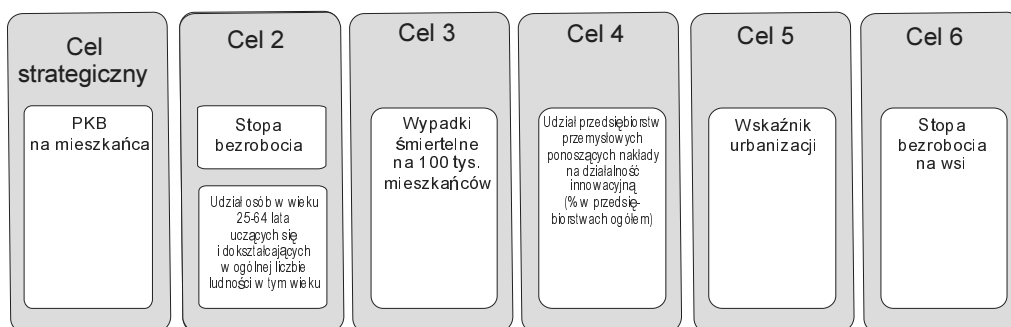 Cel
strategiczny
PKB
na mieszkańca
Cel 2
Stopa
bezrobocia
Udział osób w wieku
25-64 lata
uczących się
i dokształcających
w ogólnej liczbie
ludności w tym wieku
Cel 3
Wypadki
śmiertelne
na 100 tys.
mieszkańców
Cel 4
Udział przedsiębiorstw
przemysłowych
ponoszących nakłady
na działalność
innowacyjną
(% w przedsię-
biorstwach ogółem)
Cel 5
Wskaźnik
urbanizacji
Cel 6
Stopa
bezrobocia
na wsi